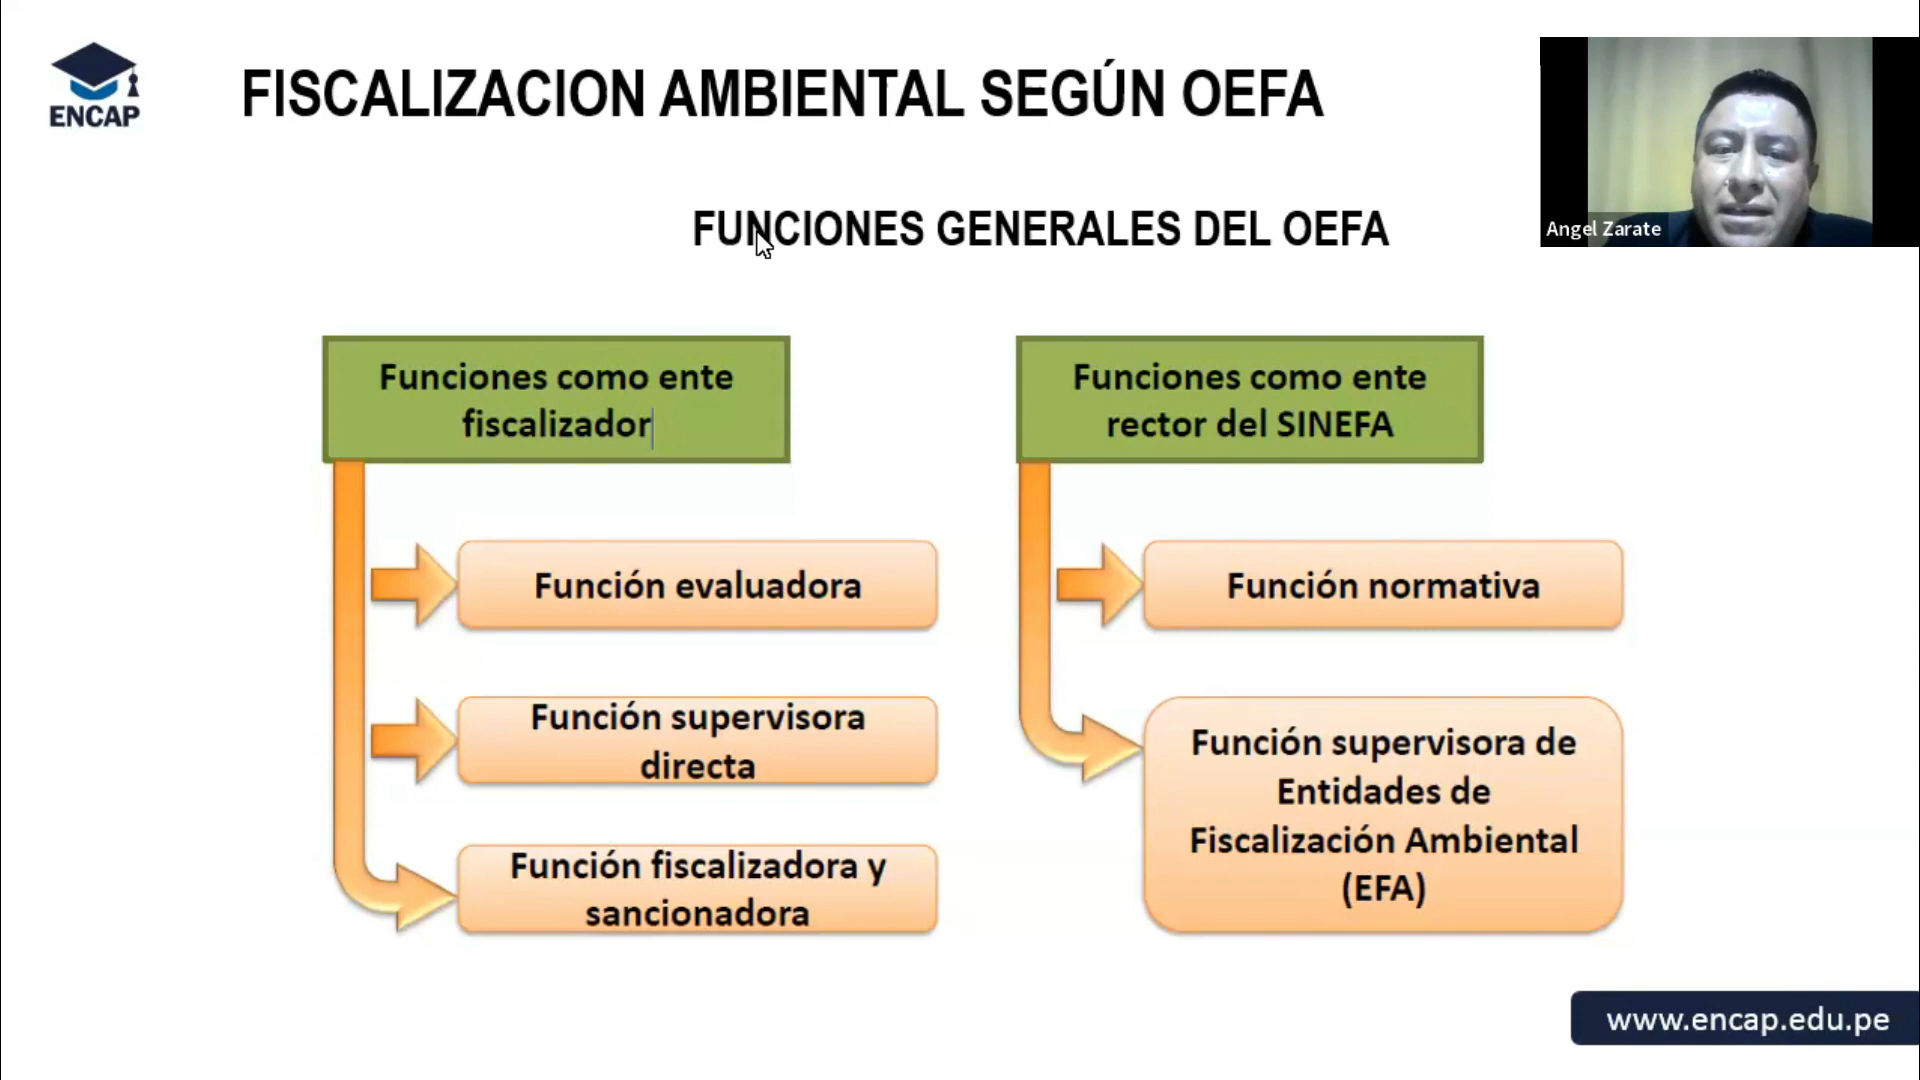 ENCAP
FISCALIZACION AMBIENTAL SEGÚN OEFA
Angel Zarate
FUNCIONES GENERALES DEL OEFA
Funciones como ente
fiscalizador
Función evaluadora
Función supervisora
directa
Función fiscalizadora y
sancionadora
Funciones como ente
rector del SINEFA
Función normativa
Función supervisora de
Entidades de
Fiscalización Ambiental
(EFA)
www.encap.edu.pe